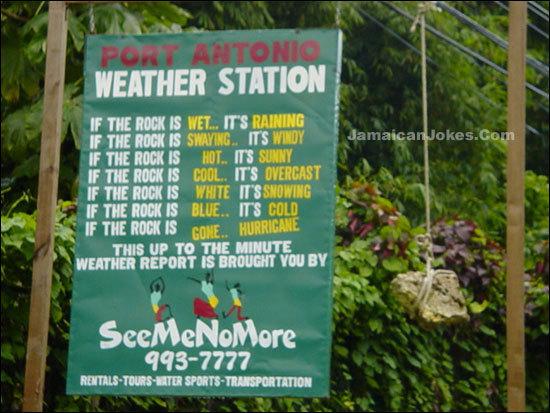 PORT ANTONIO
WEATHER STATION
IF THE ROCK IS WET... IT'S RAINING
IF THE ROCK IS SWAYING.. IT'S WINDY
IF THE ROCK IS HOT.. IT'S SUNNY
IF THE ROCK IS COOL.. IT'S OVERCAST
IF THE ROCK IS WHITE IT'S SNOWING
IF THE ROCK IS BLUE.. IT'S COLD
IF THE ROCK IS GONE.. HURRICANE
THIS UP TO THE MINUTE
WEATHER REPORT IS BROUGHT YOU BY
SeeMeNoMore
993-7777
RENTALS-TOURS-WATER SPORTS-TRANSPORTATION
JamaicanJokes.Com